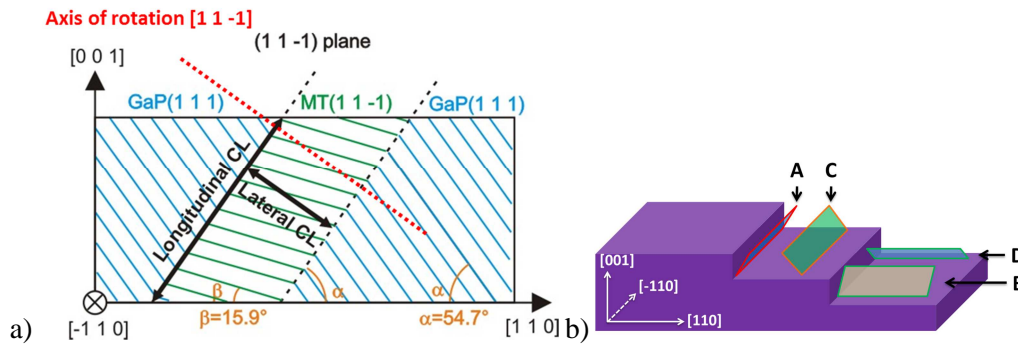 Axis of rotation [1 1 -1]
[0 0 1]
(1 1 -1) plane
GaP(1 1 1)
MT(1 1 -1)
GaP(1 1 1)
Longitudinal CL
Lateral CL
β
α
α
β=15.9°
α=54.7°
[-1 1 0]
[1 1 0]
a)
A
C
D
[001]
[-110]
[110]
b)